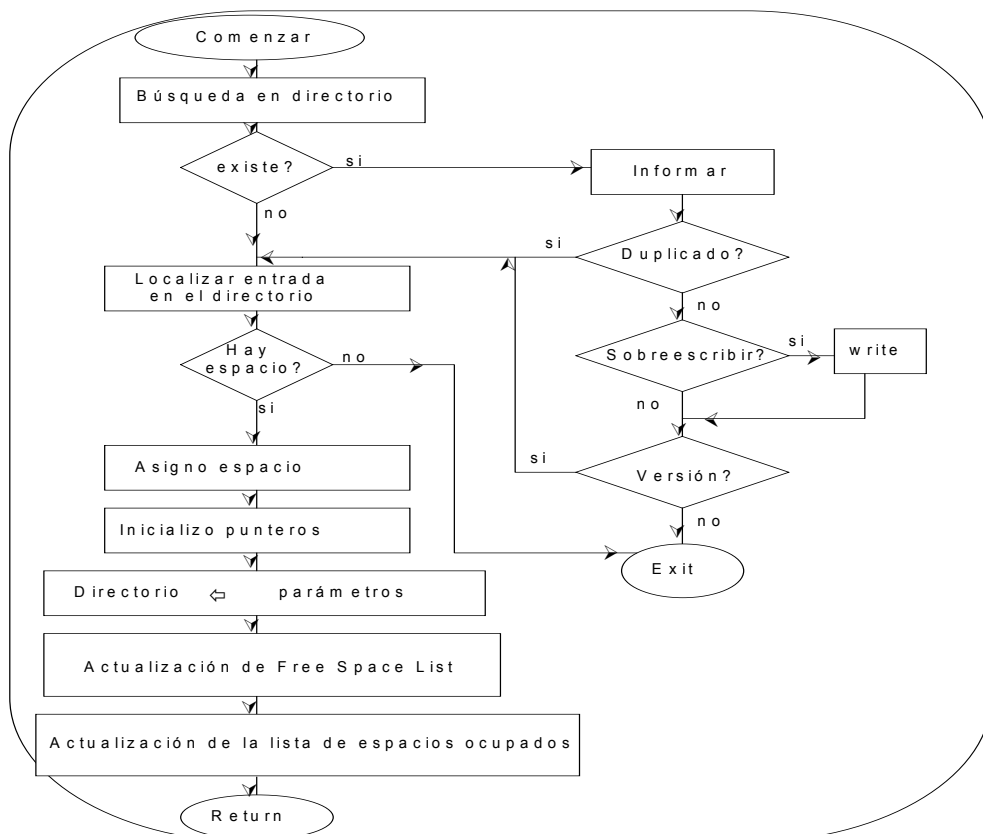 Comenzar
Búsqueda en directorio
existe?
si
Informar
no
si
Duplicado?
Localizar entrada
en el directorio
no
Hay
espacio?
no
Sobreescribir?
si
write
si
no
Asigno espacio
si
Versión?
Inicializo punteros
no
Exit
Directorio ⇦ parámetros
Actualización de Free Space List
Actualización de la lista de espacios ocupados
Return